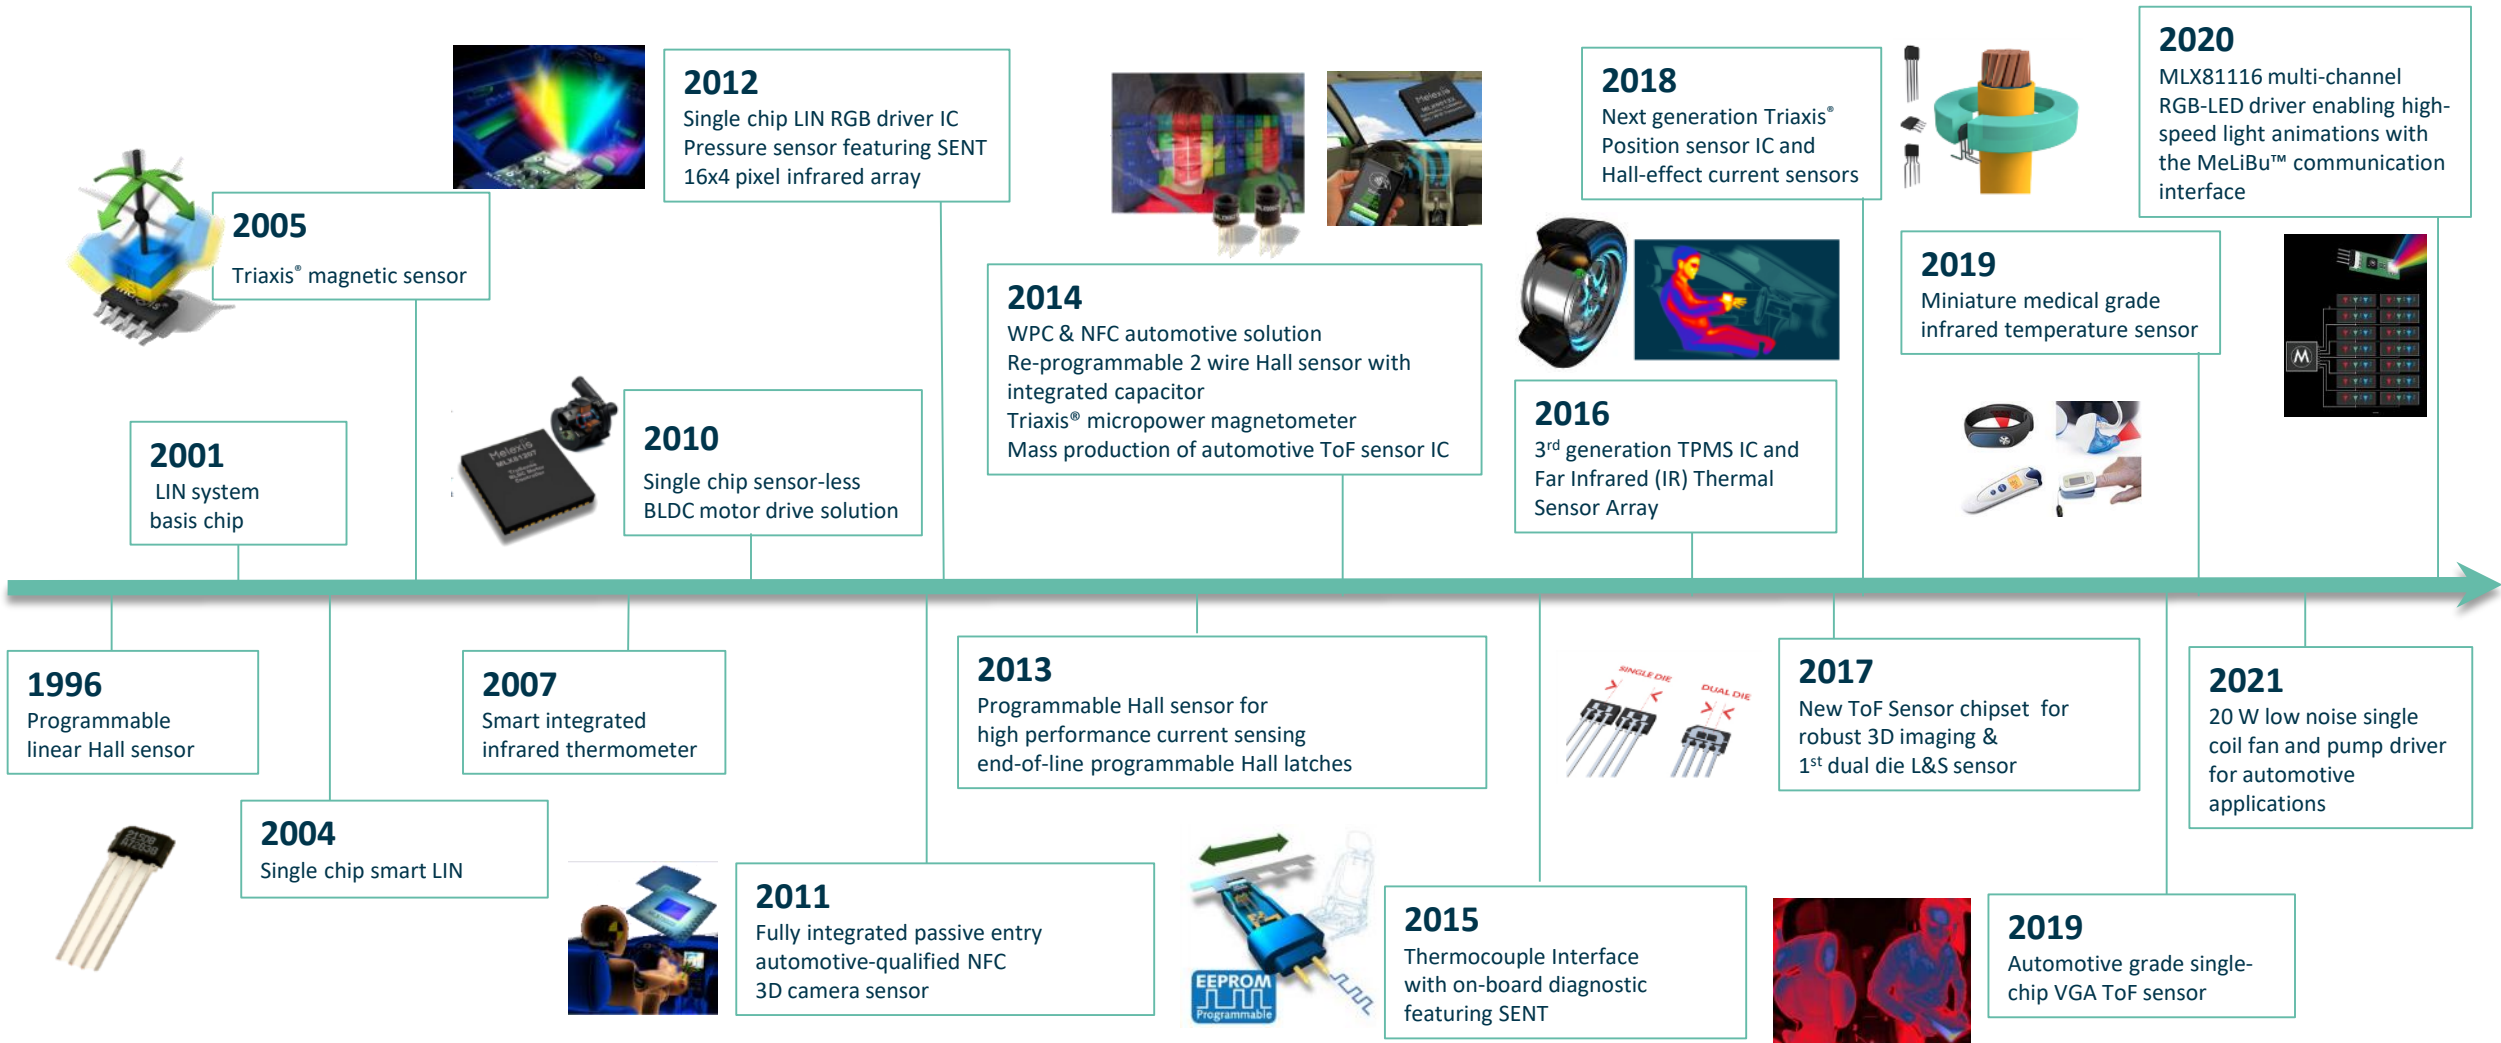 2020
MLX81116 multi-channel
RGB-LED driver enabling high-
speed light animations with
the MeLiBu™ communication
interface
2012
Single chip LIN RGB driver IC
Pressure sensor featuring SENT
16x4 pixel infrared array
2018
Next generation Triaxis®
Position sensor IC and
Hall-effect current sensors
2005
Triaxis® magnetic sensor
2019
Miniature medical grade
infrared temperature sensor
2014
WPC & NFC automotive solution
Re-programmable 2 wire Hall sensor with
integrated capacitor
Triaxis® micropower magnetometer
Mass production of automotive ToF sensor IC
2016
3rd generation TPMS IC and
Far Infrared (IR) Thermal
Sensor Array
2010
Single chip sensor-less
BLDC motor drive solution
2001
LIN system
basis chip
Melexis
MLX81207
Melexis
M
1996
Programmable
linear Hall sensor
2007
Smart integrated
infrared thermometer
2013
Programmable Hall sensor for
high performance current sensing
end-of-line programmable Hall latches
SINGLE DIE
DUAL DIE
2017
New ToF Sensor chipset for
robust 3D imaging &
1st dual die L&S sensor
2021
20 W low noise single
coil fan and pump driver
for automotive
applications
2004
Single chip smart LIN
2011
Fully integrated passive entry
automotive-qualified NFC
3D camera sensor
EEPROM
Programmable
2015
Thermocouple Interface
with on-board diagnostic
featuring SENT
2019
Automotive grade single-
chip VGA ToF sensor